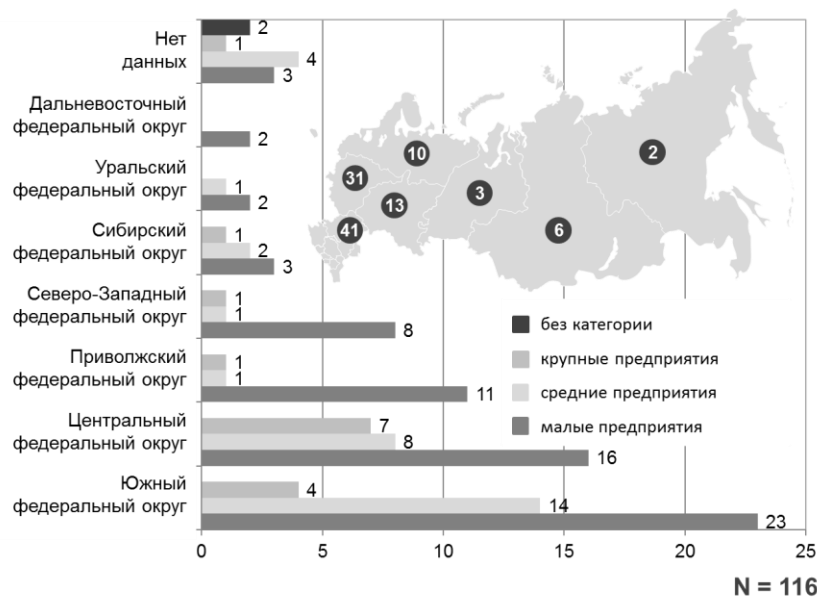 Нет
данных
2
1
4
3
Дальневосточный
федеральный округ
2
Уральский
федеральный округ
1
2
Сибирский
федеральный округ
1
2
3
Северо-Западный
федеральный округ
1
1
8
Приволжский
федеральный округ
1
1
11
Центральный
федеральный округ
7
8
16
Южный
федеральный округ
4
14
23
10
31
13
41
3
6
2
без категории
крупные предприятия
средние предприятия
малые предприятия
0 5 10 15 20 25
N = 116